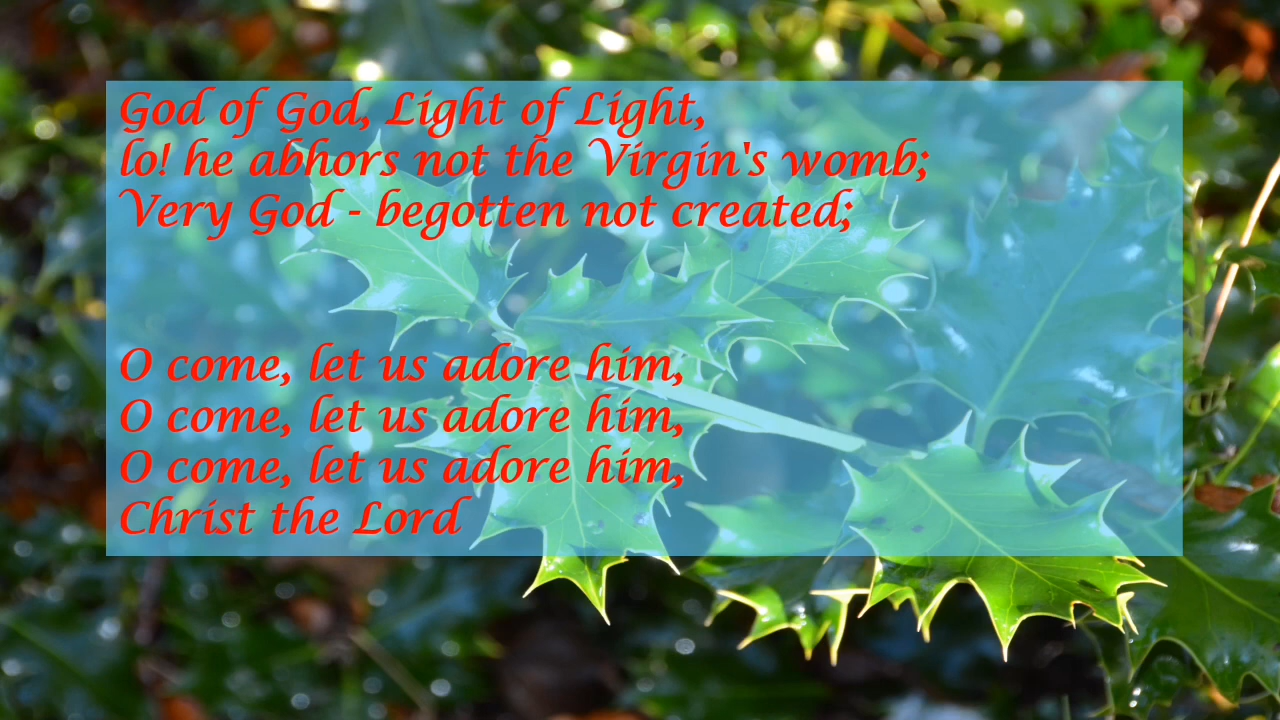 God of God, Light of Light,
lo! he abhors not the Virgin's womb;
Very God - begotten not created;
O come, let us adore him,
O come, let us adore him,
O come, let us adore him,
Christ the Lord